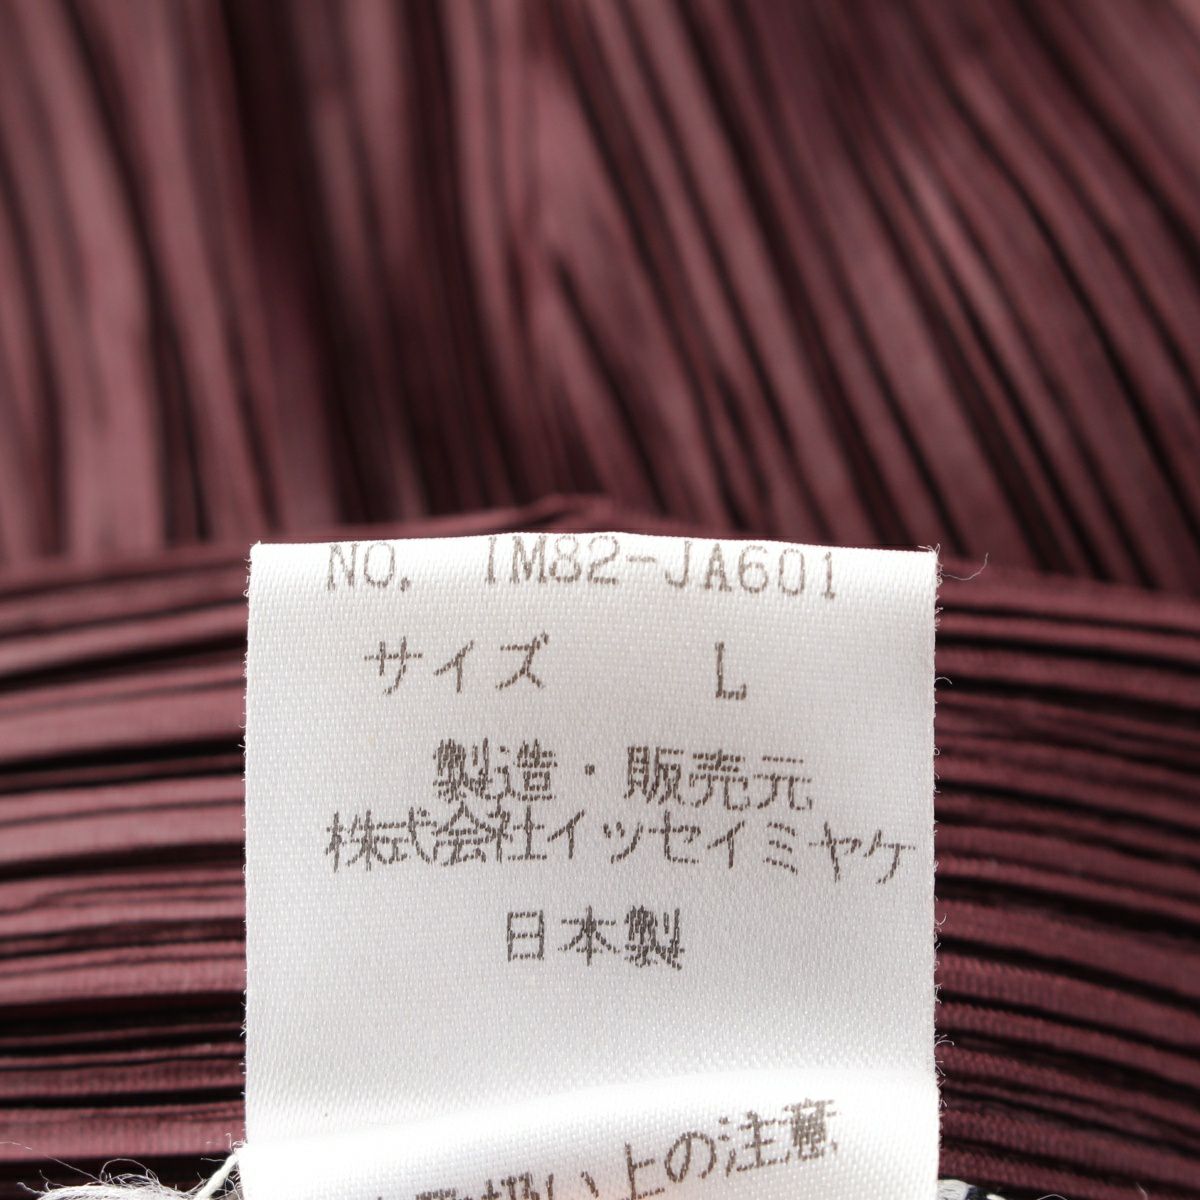 NO. IM82-JA601
サイズ L
製造・販売元
株式会社イッセイミヤケ
日本製
扱い上の注意